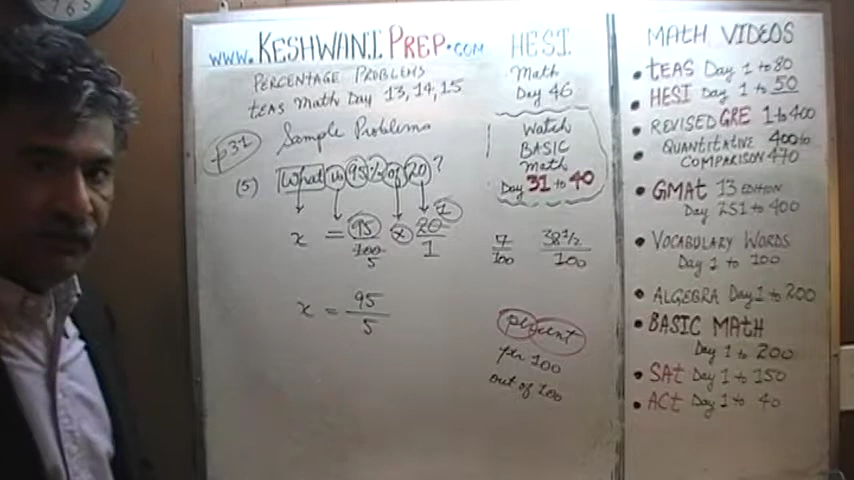 www.KESHWANIPREP.com
PERCENTAGE PROBLEMS
TEAS Math Day 13, 14, 15
p31
Sample Problems
(5) What is 95% of 20?
x = 95/100 x 20/1
5
1
x = 95/5
HESI
Math
Day 46
Watch
BASIC
Math
Day 31 to 40
7/100
38 1/2 /100
percent
per 100
out of 100
MATH VIDEOS
• TEAS Day 1 to 80
• HESI Day 1 to 50
• REVISED GRE 1 to 400
• QUANTITATIVE 400 to
COMPARISON 470
• GMAT 13 EDITION
Day 251 to 400
• VOCABULARY WORDS
Day 1 to 100
• ALGEBRA Day 1 to 200
• BASIC MATH
Day 1 to 200
• SAT Day 1 to 150
• ACT Day 1 to 40